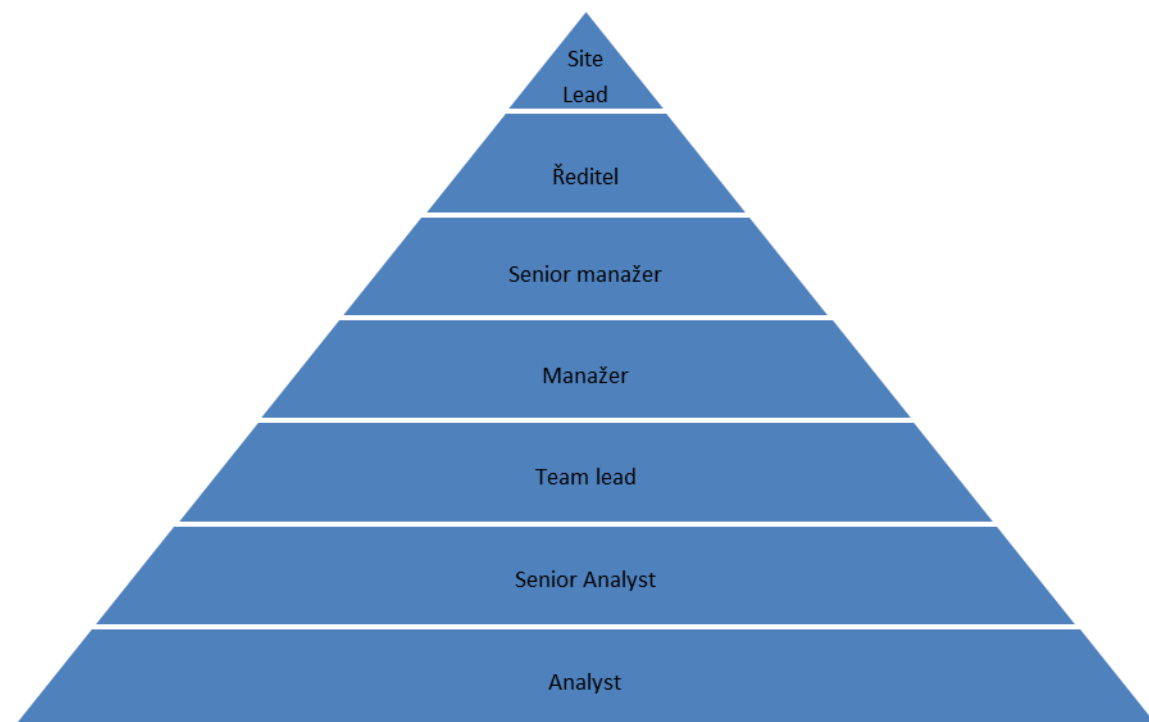 Site
Lead
Ředitel
Senior manažer
Manažer
Team lead
Senior Analyst
Analyst